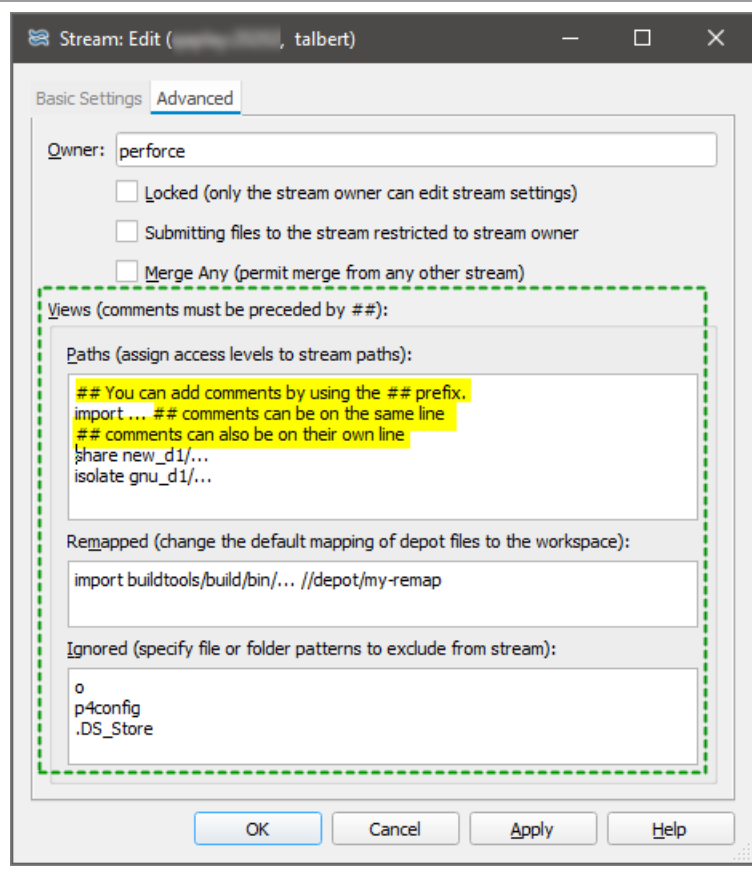 Stream: Edit ( , talbert)
Basic Settings Advanced
Owner: perforce
Locked (only the stream owner can edit stream settings)
Submitting files to the stream restricted to stream owner
Merge Any (permit merge from any other stream)
Views (comments must be preceded by ##):
Paths (assign access levels to stream paths):
## You can add comments by using the ## prefix.
import ... ## comments can be on the same line
## comments can also be on their own line
share new_d1/...
isolate gnu_d1/...
Remapped (change the default mapping of depot files to the workspace):
import buildtools/build/bin/... //depot/my-remap
Ignored (specify file or folder patterns to exclude from stream):
o
p4config
.DS_Store
OK Cancel Apply Help